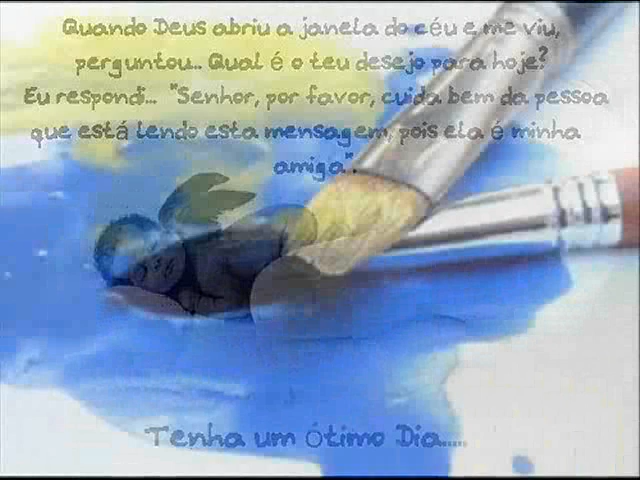 Quando Deus abriu a janela do céu e me viu,
perguntou.. Qual é o teu desejo para hoje?
Eu respondi... "Senhor, por favor, cuida bem da pessoa
que está lendo esta mensagem, pois ela é minha
amiga".
Tenha um Ótimo Dia.....